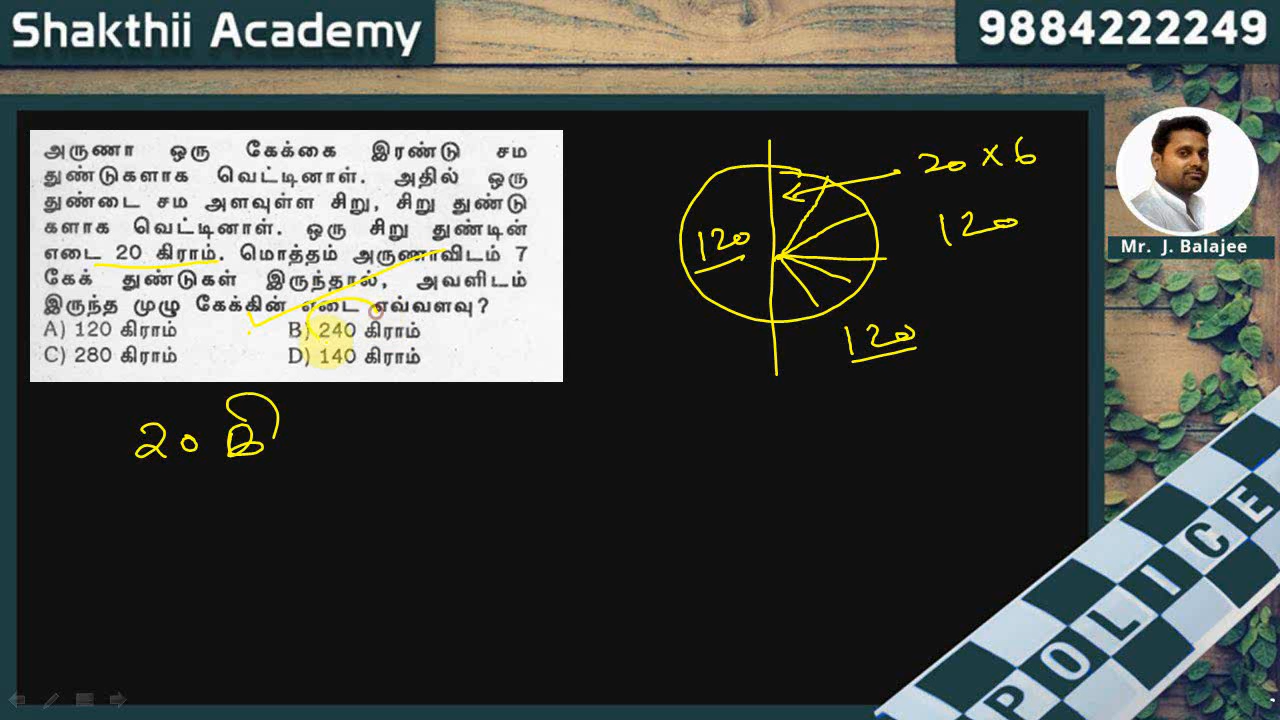 Shakthii Academy
9884222249
அருணா ஒரு கேக்கை இரண்டு சம
துண்டுகளாக வெட்டினாள். அதில் ஒரு
துண்டை சம அளவுள்ள சிறு, சிறு துண்டு
களாக வெட்டினாள். ஒரு சிறு துண்டின்
எடை 20 கிராம். மொத்தம் அருணாவிடம் 7
கேக் துண்டுகள் இருந்தால், அவளிடம்
இருந்த முழு கேக்கின் எடை எவ்வளவு?
A) 120 கிராம் B) 240 கிராம்
C) 280 கிராம் D) 140 கிராம்
20 × 6
120
120
120
20 கி
Mr. J. Balajee
POLICE